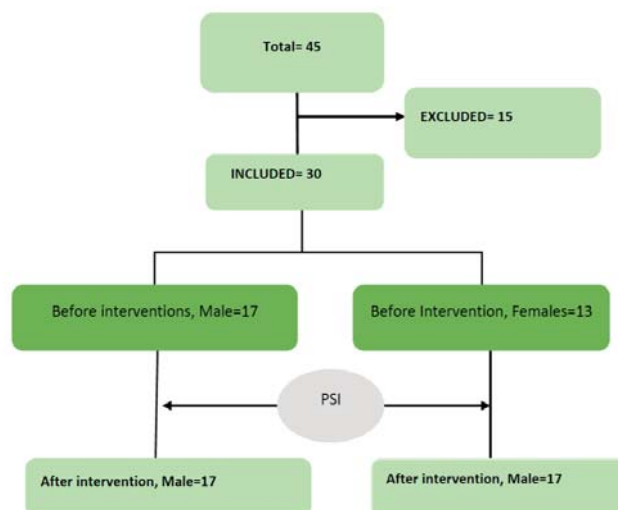 Total= 45
EXCLUDED= 15
INCLUDED= 30
Before interventions, Male=17
Before Intervention, Females=13
PSI
After intervention, Male=17
After intervention, Male=17